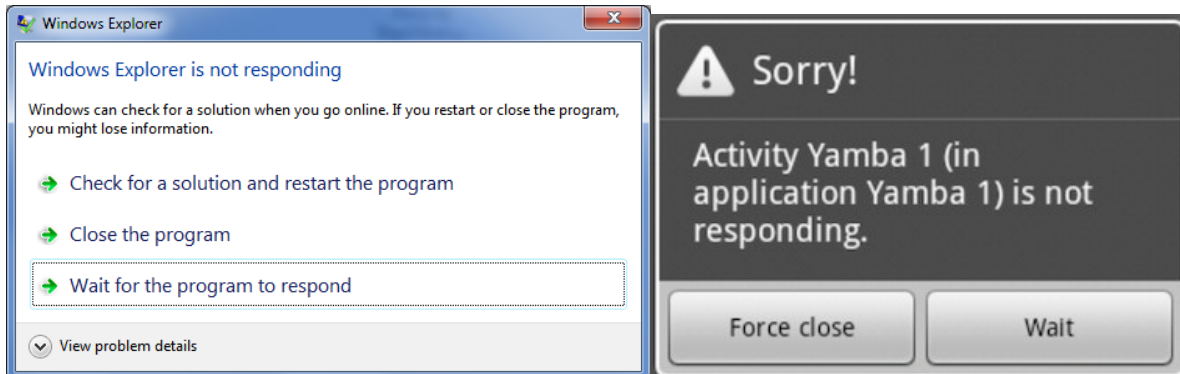 Windows Explorer
Windows Explorer is not responding
Windows can check for a solution when you go online. If you restart or close the program,
you might lose information.
Check for a solution and restart the program
Close the program
Wait for the program to respond
View problem details
Sorry!
Activity Yamba 1 (in
application Yamba 1) is not
responding.
Force close
Wait